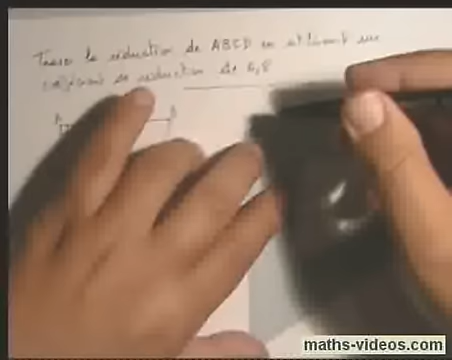 Tracer la réduction de ABCD en utilisant un
coefficient de réduction de 0,8
A B
maths-videos.com